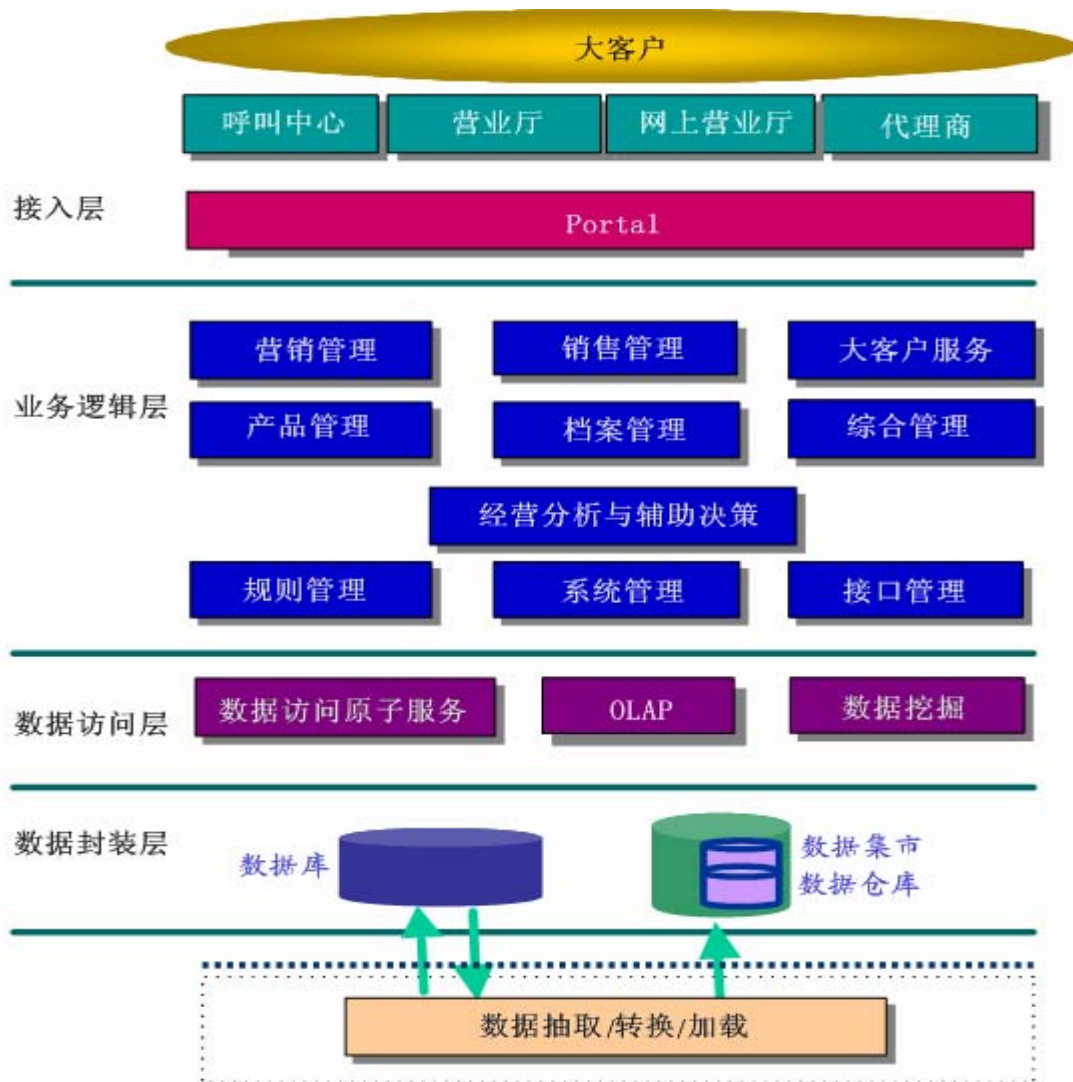 大客户
呼叫中心
营业厅
网上营业厅
代理商
接入层
Portal
营销管理
销售管理
大客户服务
业务逻辑层
产品管理
档案管理
综合管理
经营分析与辅助决策
规则管理
系统管理
接口管理
数据访问层
数据访问原子服务
OLAP
数据挖掘
数据封装层
数据库
数据集市
数据仓库
数据抽取/转换/加载